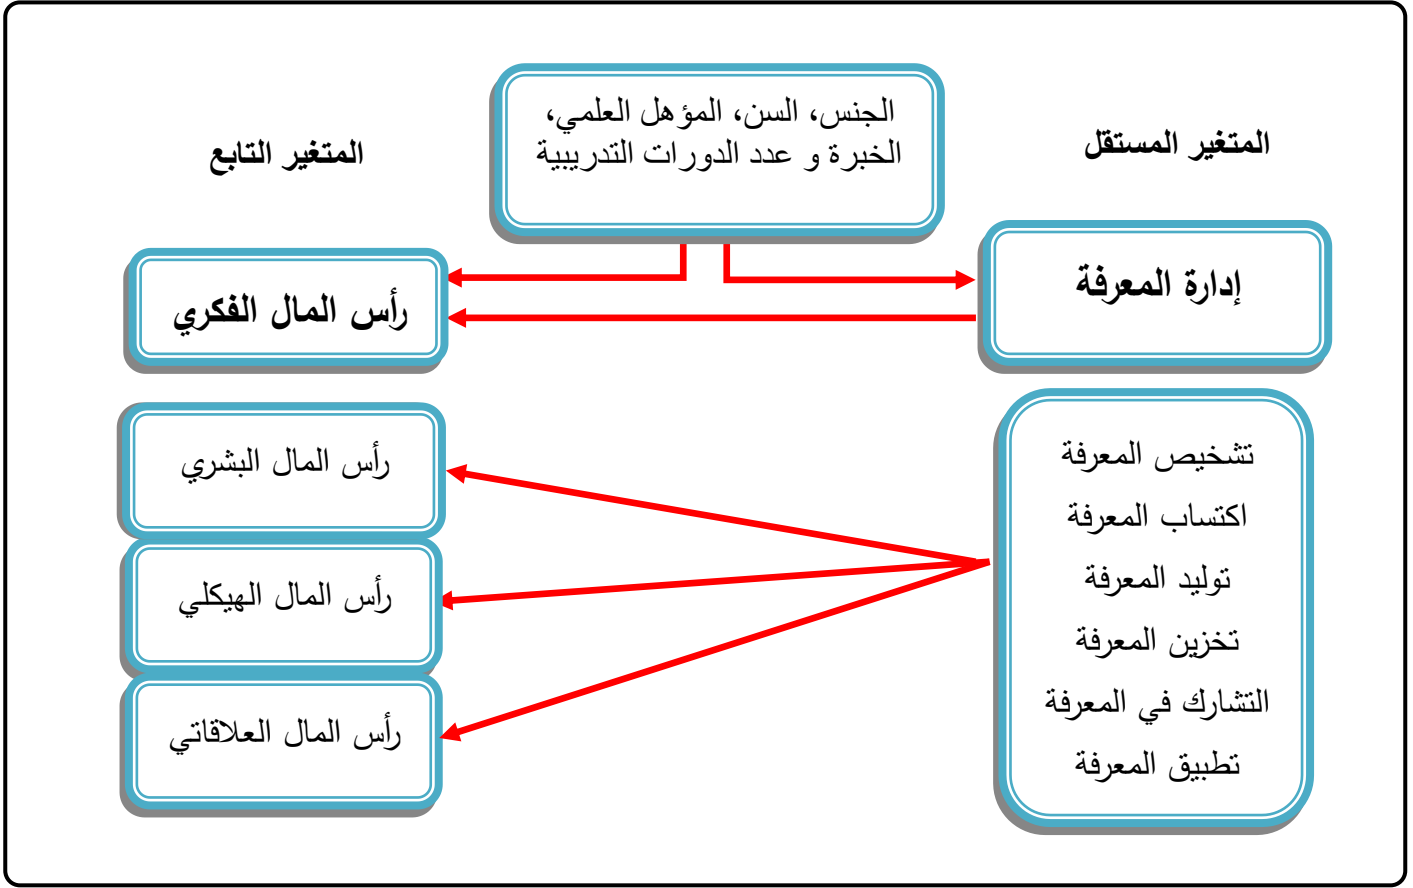 الجنس، السن، المؤهل العلمي،
الخبرة و عدد الدورات التدريبية
المتغير المستقل
المتغير التابع
إدارة المعرفة
رأس المال الفكري
تشخيص المعرفة
اكتساب المعرفة
توليد المعرفة
تخزين المعرفة
التشارك في المعرفة
تطبيق المعرفة
رأس المال البشري
رأس المال الهيكلي
رأس المال العلاقاتي